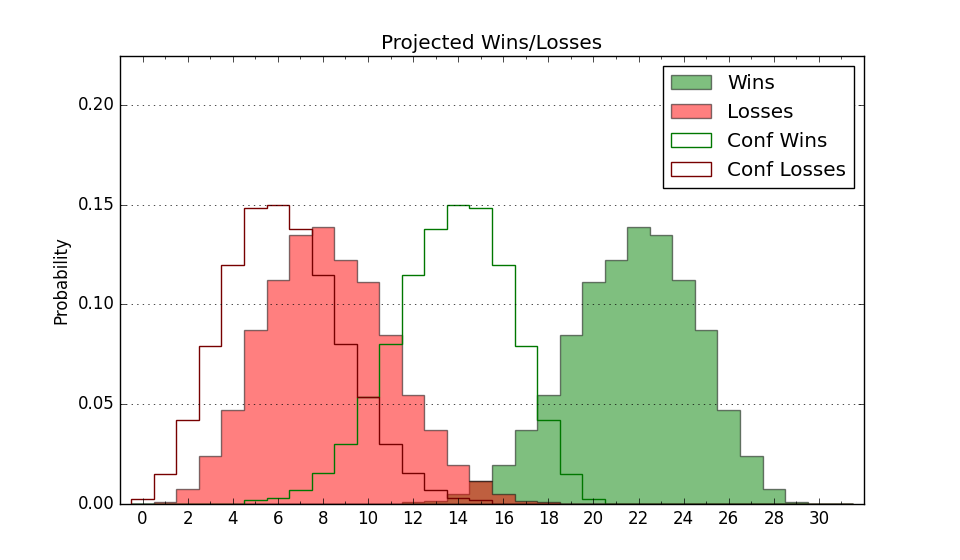 Projected Wins/Losses
Wins
Losses
Conf Wins
Conf Losses
Probability
0.20
0.15
0.10
0.05
0.00
0 2 4 6 8 10 12 14 16 18 20 22 24 26 28 30